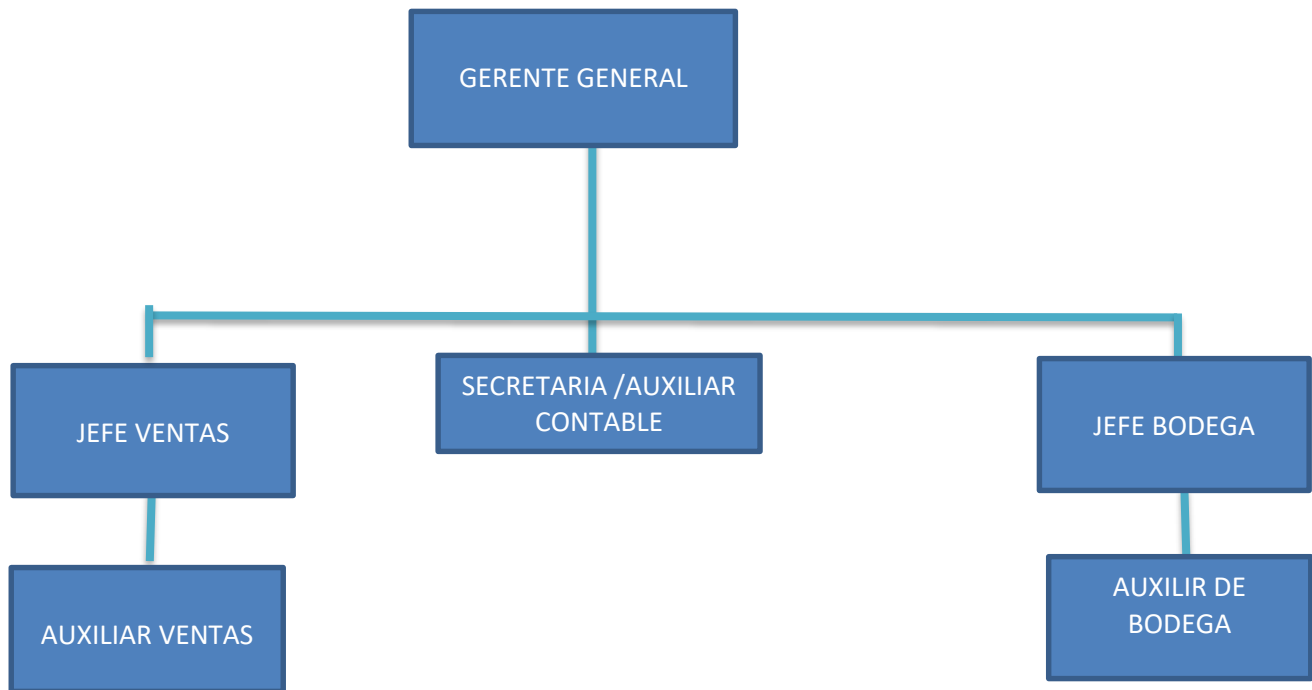 GERENTE GENERAL
SECRETARIA /AUXILIAR
CONTABLE
JEFE VENTAS
JEFE BODEGA
AUXILIAR VENTAS
AUXILIR DE
BODEGA